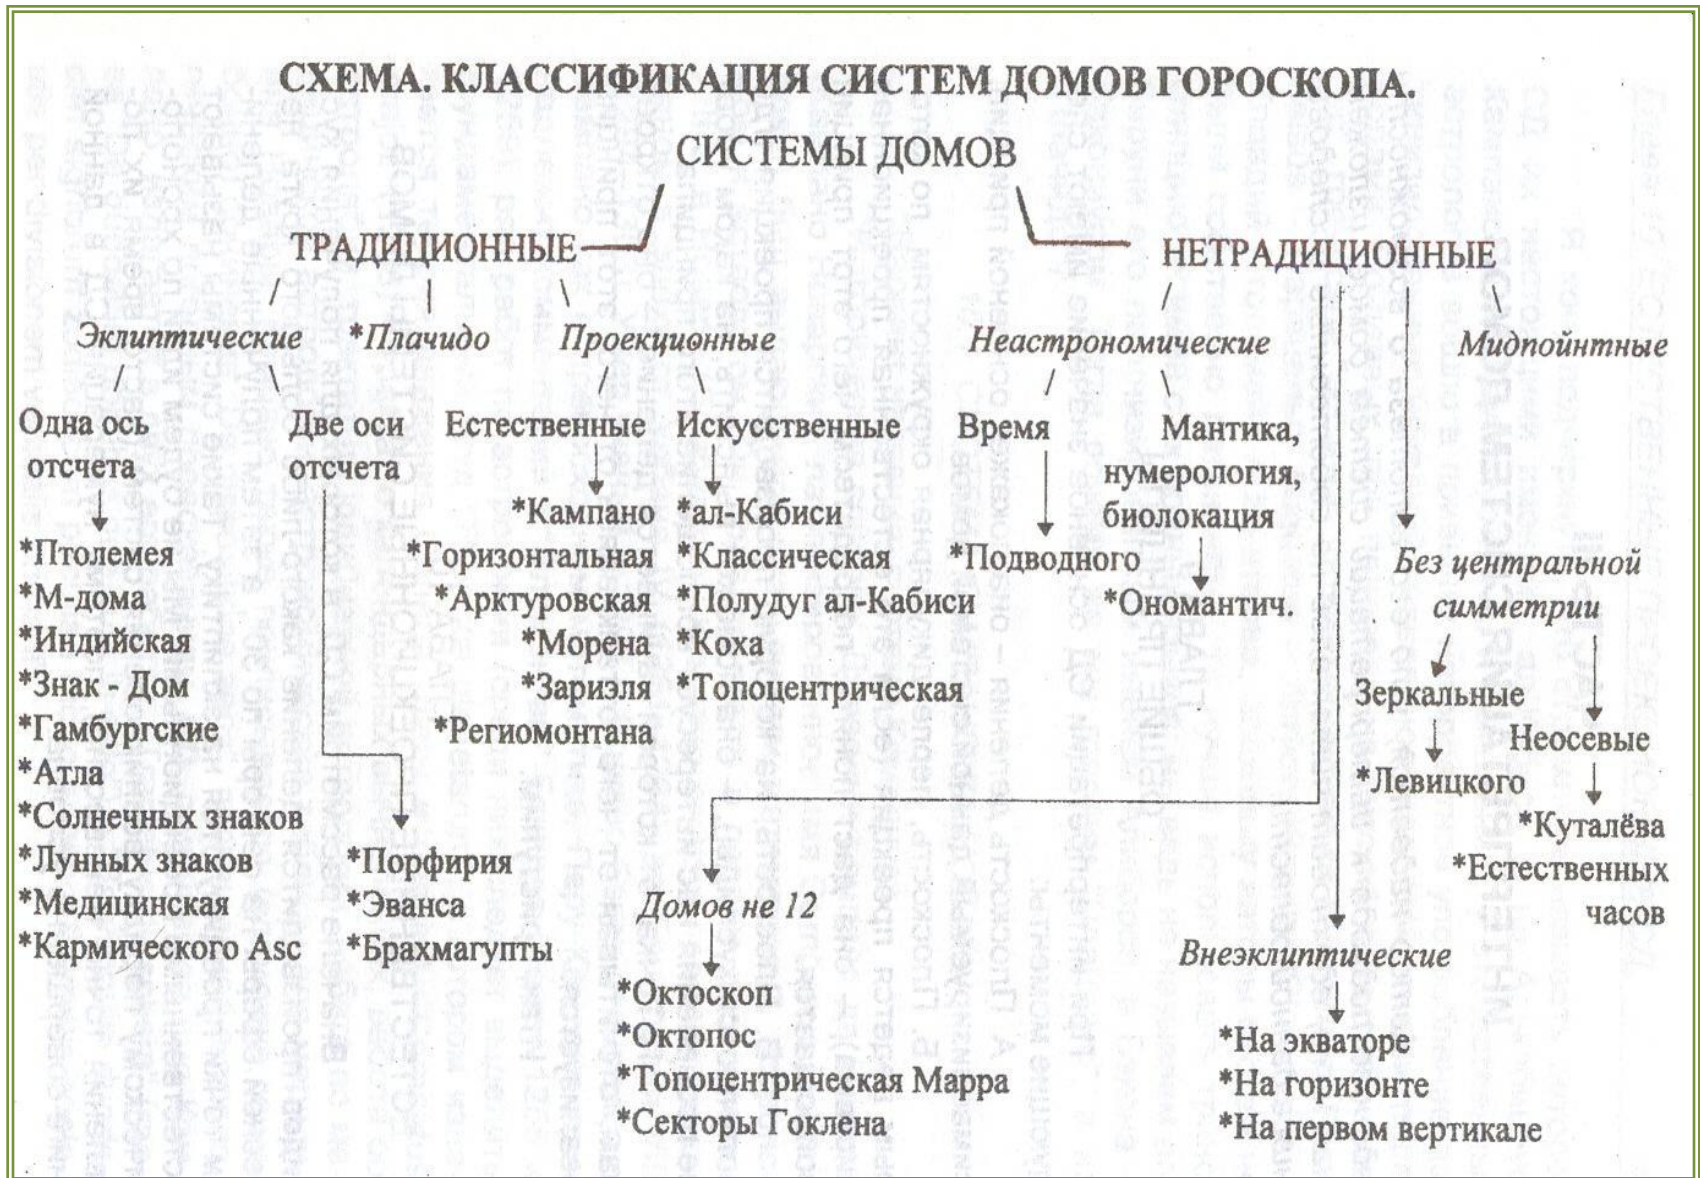 СХЕМА. КЛАССИФИКАЦИЯ СИСТЕМ ДОМОВ ГОРОСКОПА.
СИСТЕМЫ ДОМОВ
ТРАДИЦИОННЫЕ
НЕТРАДИЦИОННЫЕ
Эклиптические
*Плачидо
Проекционные
Неастрономические
Мидпойнтные
Одна ось
отсчета
Две оси
отсчета
Естественные
Искусственные
Время
Мантика,
нумерология,
биолокация
*Птолемея
*М-дома
*Индийская
*Знак - Дом
*Гамбургские
*Атла
*Солнечных знаков
*Лунных знаков
*Медицинская
*Кармического Asc
*Порфирия
*Эванса
*Брахмагупты
*Кампано
*Горизонтальная
*Арктуровская
*Морена
*Зариэля
*Региомонтана
*ал-Кабиси
*Классическая
*Полудуг ал-Кабиси
*Коха
*Топоцентрическая
*Подводного
*Ономантич.
Без центральной
симметрии
Зеркальные
*Левицкого
Неосевые
*Куталёва
*Естественных
часов
Домов не 12
*Октоскоп
*Октопос
*Топоцентрическая Марра
*Секторы Гоклена
Внеэклиптические
*На экваторе
*На горизонте
*На первом вертикале